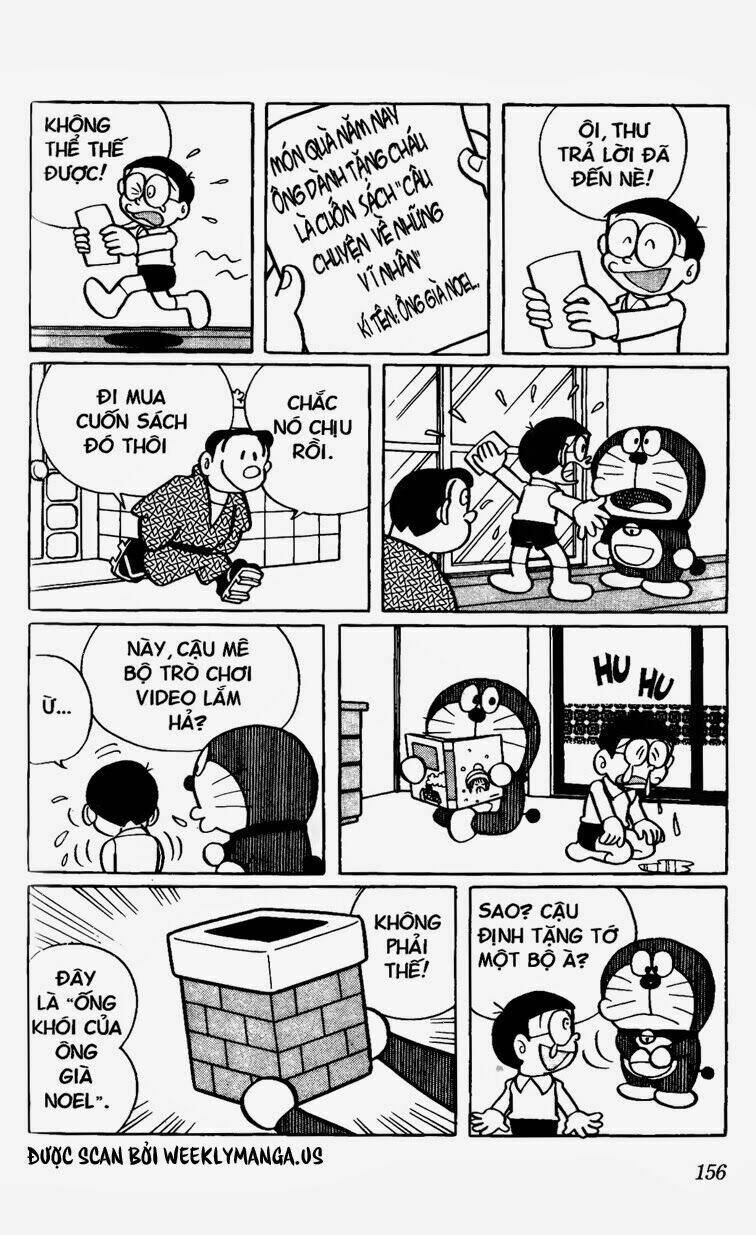 ÔI, THƯ
TRẢ LỜI ĐÃ
ĐẾN NÈ!
MÓN QUÀ NĂM NAY
ÔNG DÀNH TẶNG CHÁU
LÀ CUỐN SÁCH "CÂU
CHUYỆN VỀ NHỮNG
VĨ NHÂN"
KÍ TÊN: ÔNG GIÀ NOEL.
KHÔNG
THỂ THẾ
ĐƯỢC!
CHẮC
NÓ CHỊU
RỒI.
ĐI MUA
CUỐN SÁCH
ĐÓ THÔI
HU HU
NÀY, CẬU MÊ
BỘ TRÒ CHƠI
VIDEO LẮM
HẢ?
Ừ...
SAO? CẬU
ĐỊNH TẶNG TỚ
MỘT BỘ À?
KHÔNG
PHẢI
THẾ!
ĐÂY
LÀ "ỐNG
KHÓI CỦA
ÔNG
GIÀ
NOEL".
ĐƯỢC SCAN BỞI WEEKLYMANGA.US
156